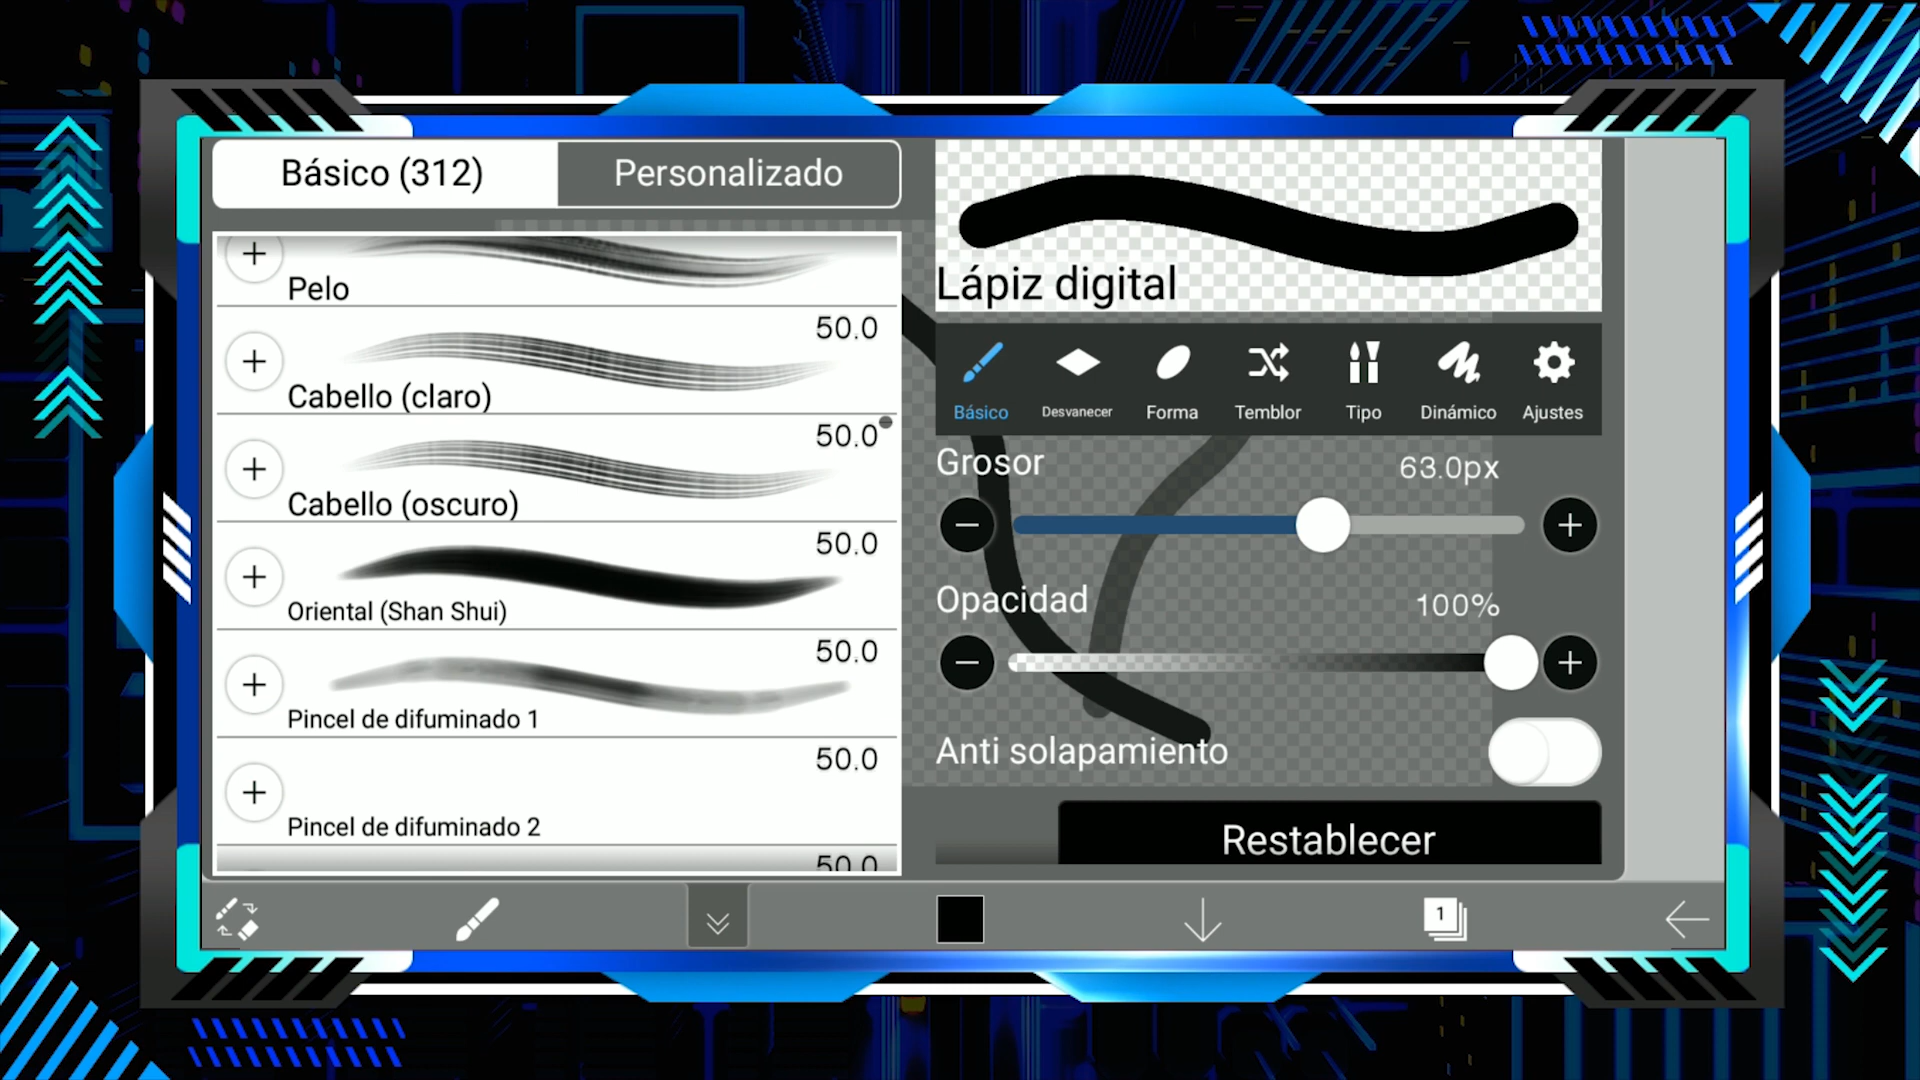 Básico (312)
Personalizado
Pelo
50.0
Cabello (claro)
50.0
Cabello (oscuro)
50.0
Oriental (Shan Shui)
50.0
Pincel de difuminado 1
50.0
Pincel de difuminado 2
50.0
Lápiz digital
Básico
Desvanecer
Forma
Temblor
Tipo
Dinámico
Ajustes
Grosor
63.0px
Opacidad
100%
Anti solapamiento
Restablecer
1